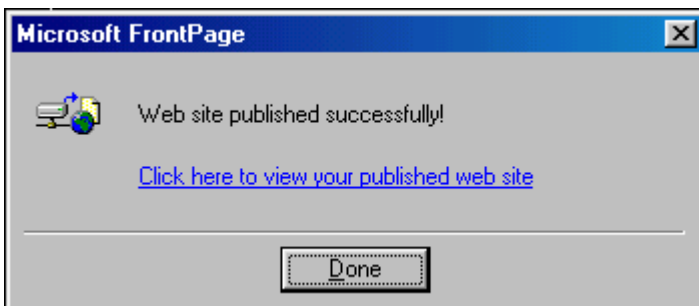 Microsoft FrontPage
Web site published successfully!
Click here to view your published web site
Done